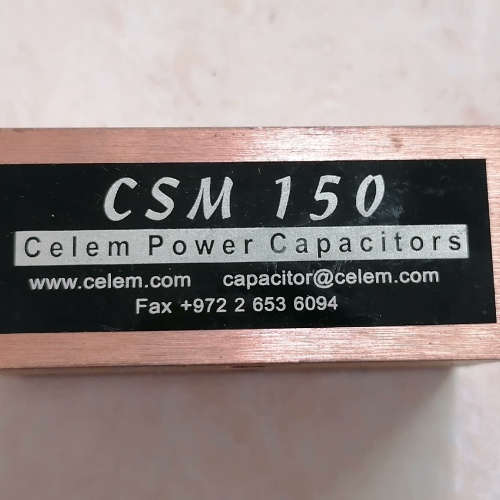 CSM 150
Celem Power Capacitors
www.celem.com capacitor@celem.com
Fax +972 2 653 6094